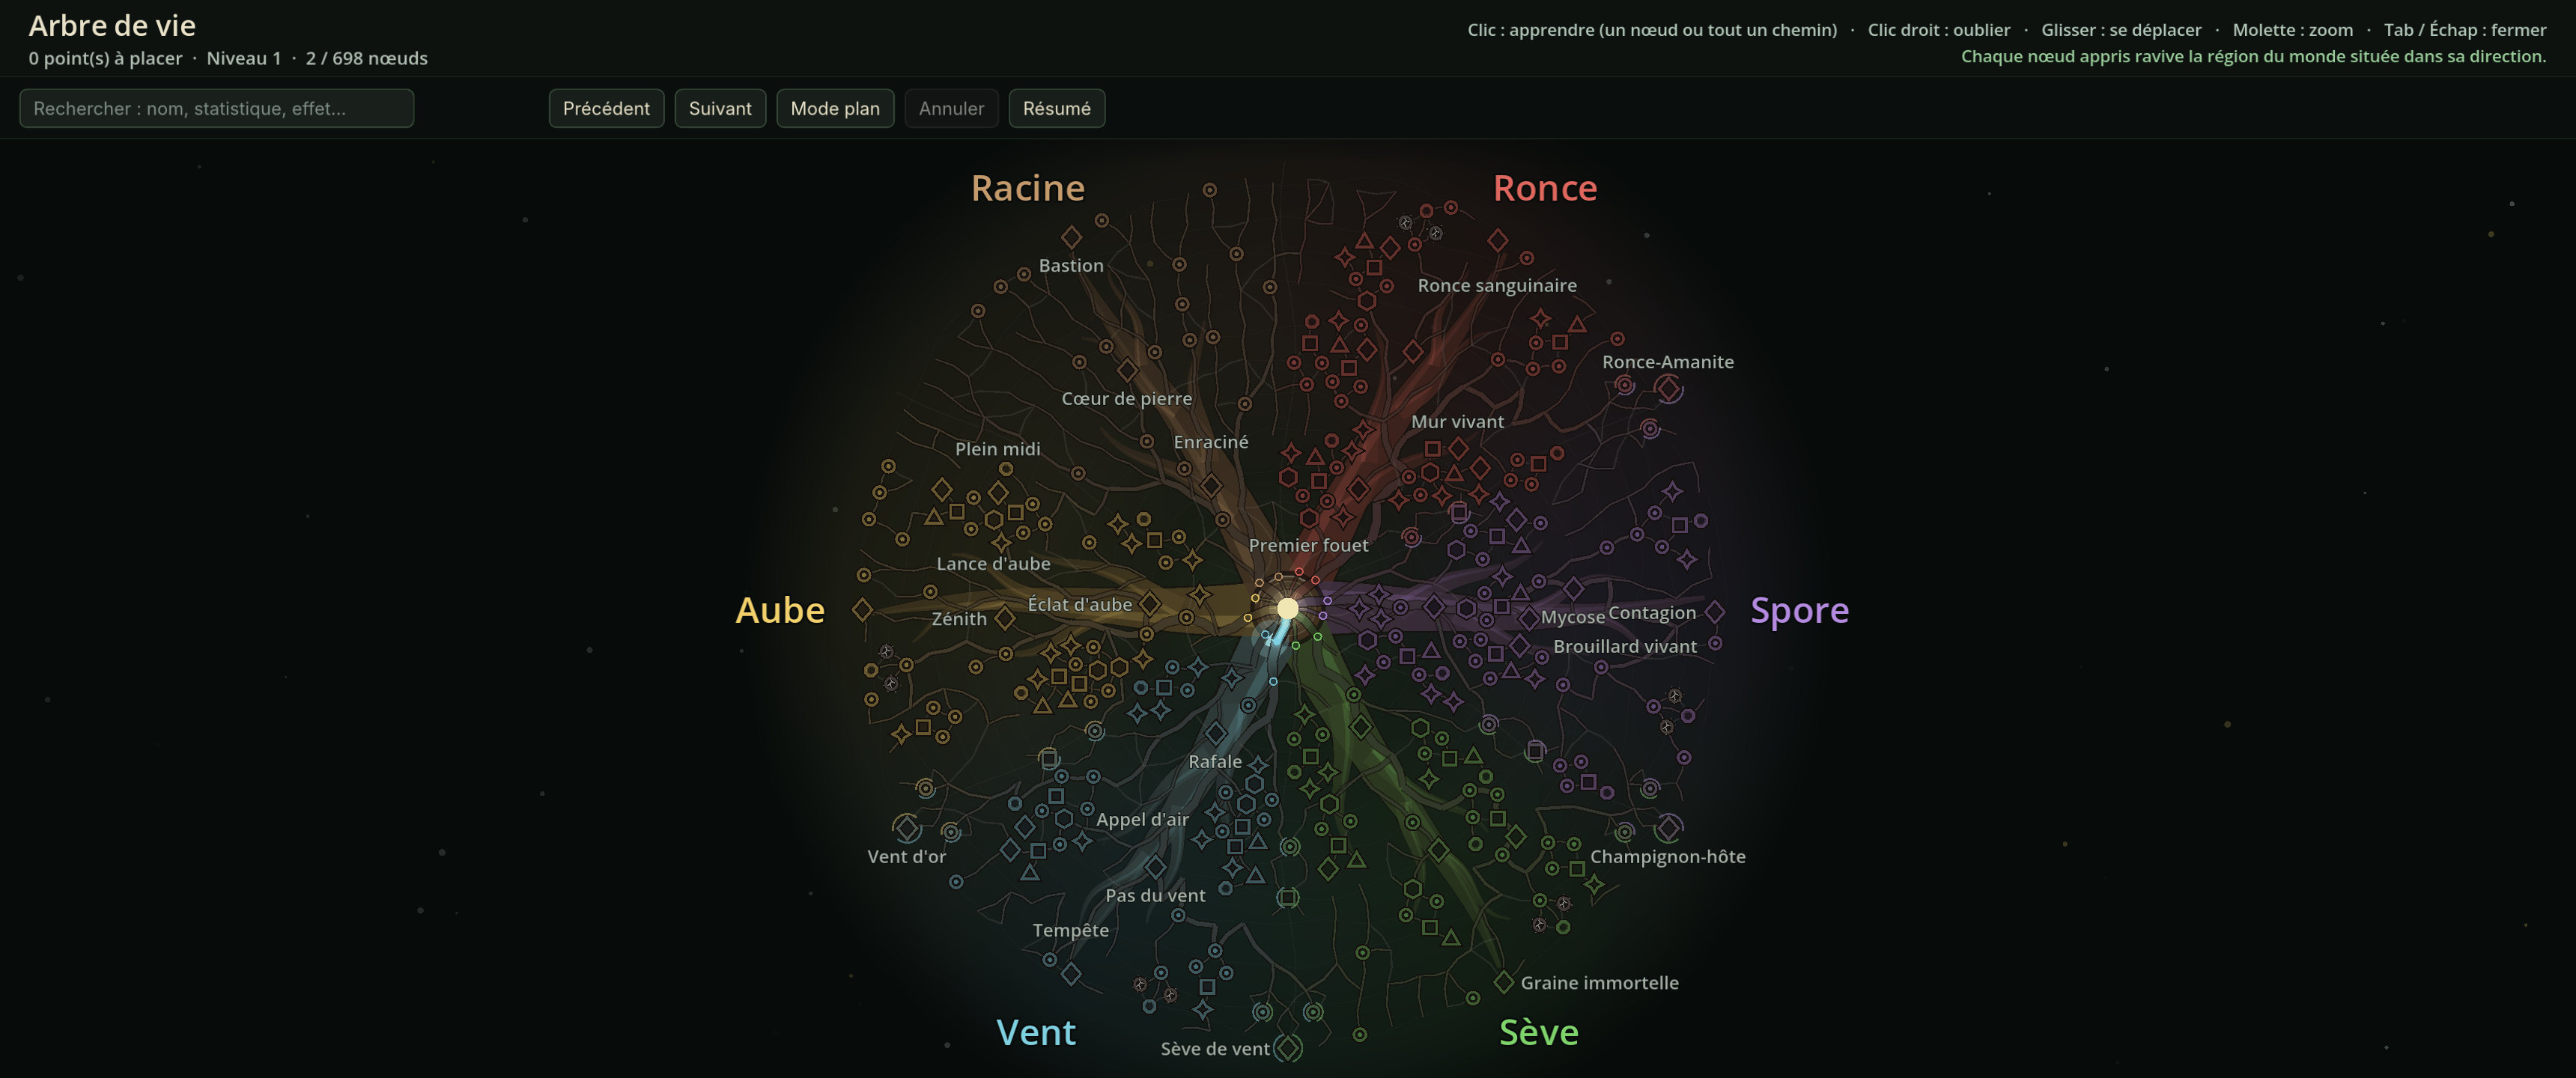 Arbre de vie
0 point(s) à placer · Niveau 1 · 2 / 698 nœuds
Clic : apprendre (un nœud ou tout un chemin) · Clic droit : oublier · Glisser : se déplacer · Molette : zoom · Tab / Échap : fermer
Chaque nœud appris ravive la région du monde située dans sa direction.
Rechercher : nom, statistique, effet...
Précédent
Suivant
Mode plan
Annuler
Résumé
Racine
Ronce
Bastion
Ronce sanguinaire
Ronce-Amanite
Cœur de pierre
Mur vivant
Enraciné
Plein midi
Premier fouet
Lance d'aube
Éclat d'aube
Aube
Zénith
Mycose
Contagion
Spore
Brouillard vivant
Rafale
Appel d'air
Vent d'or
Champignon-hôte
Pas du vent
Tempête
Graine immortelle
Vent
Sève
Sève de vent